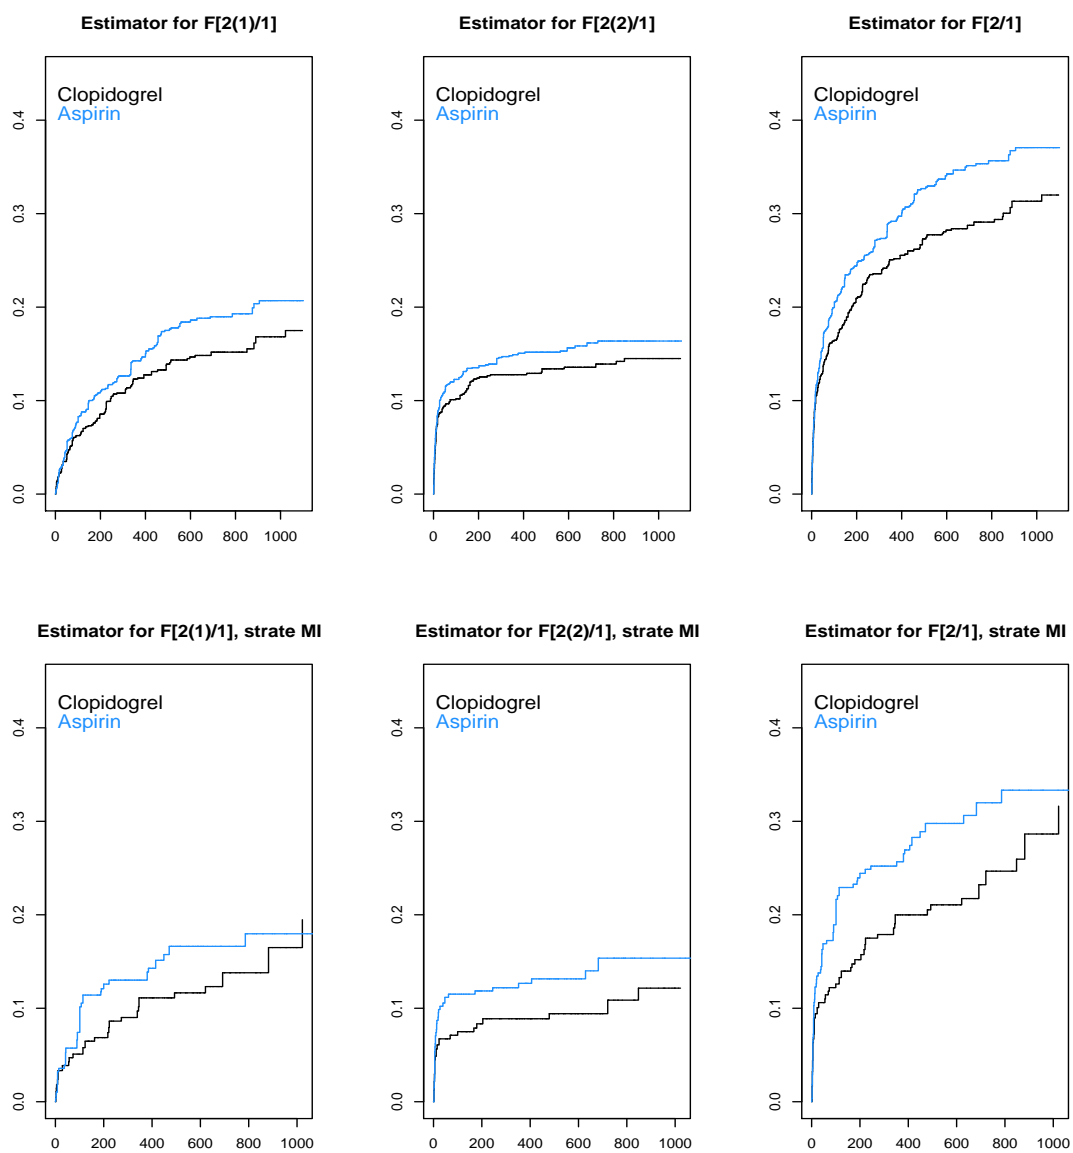 Estimator for F[2(1)/1]
Clopidogrel
Aspirin
0.0 0.1 0.2 0.3 0.4
0 200 400 600 800 1000
Estimator for F[2(2)/1]
Clopidogrel
Aspirin
0.0 0.1 0.2 0.3 0.4
0 200 400 600 800 1000
Estimator for F[2/1]
Clopidogrel
Aspirin
0.0 0.1 0.2 0.3 0.4
0 200 400 600 800 1000
Estimator for F[2(1)/1], strate MI
Clopidogrel
Aspirin
0.0 0.1 0.2 0.3 0.4
0 200 400 600 800 1000
Estimator for F[2(2)/1], strate MI
Clopidogrel
Aspirin
0.0 0.1 0.2 0.3 0.4
0 200 400 600 800 1000
Estimator for F[2/1], strate MI
Clopidogrel
Aspirin
0.0 0.1 0.2 0.3 0.4
0 200 400 600 800 1000